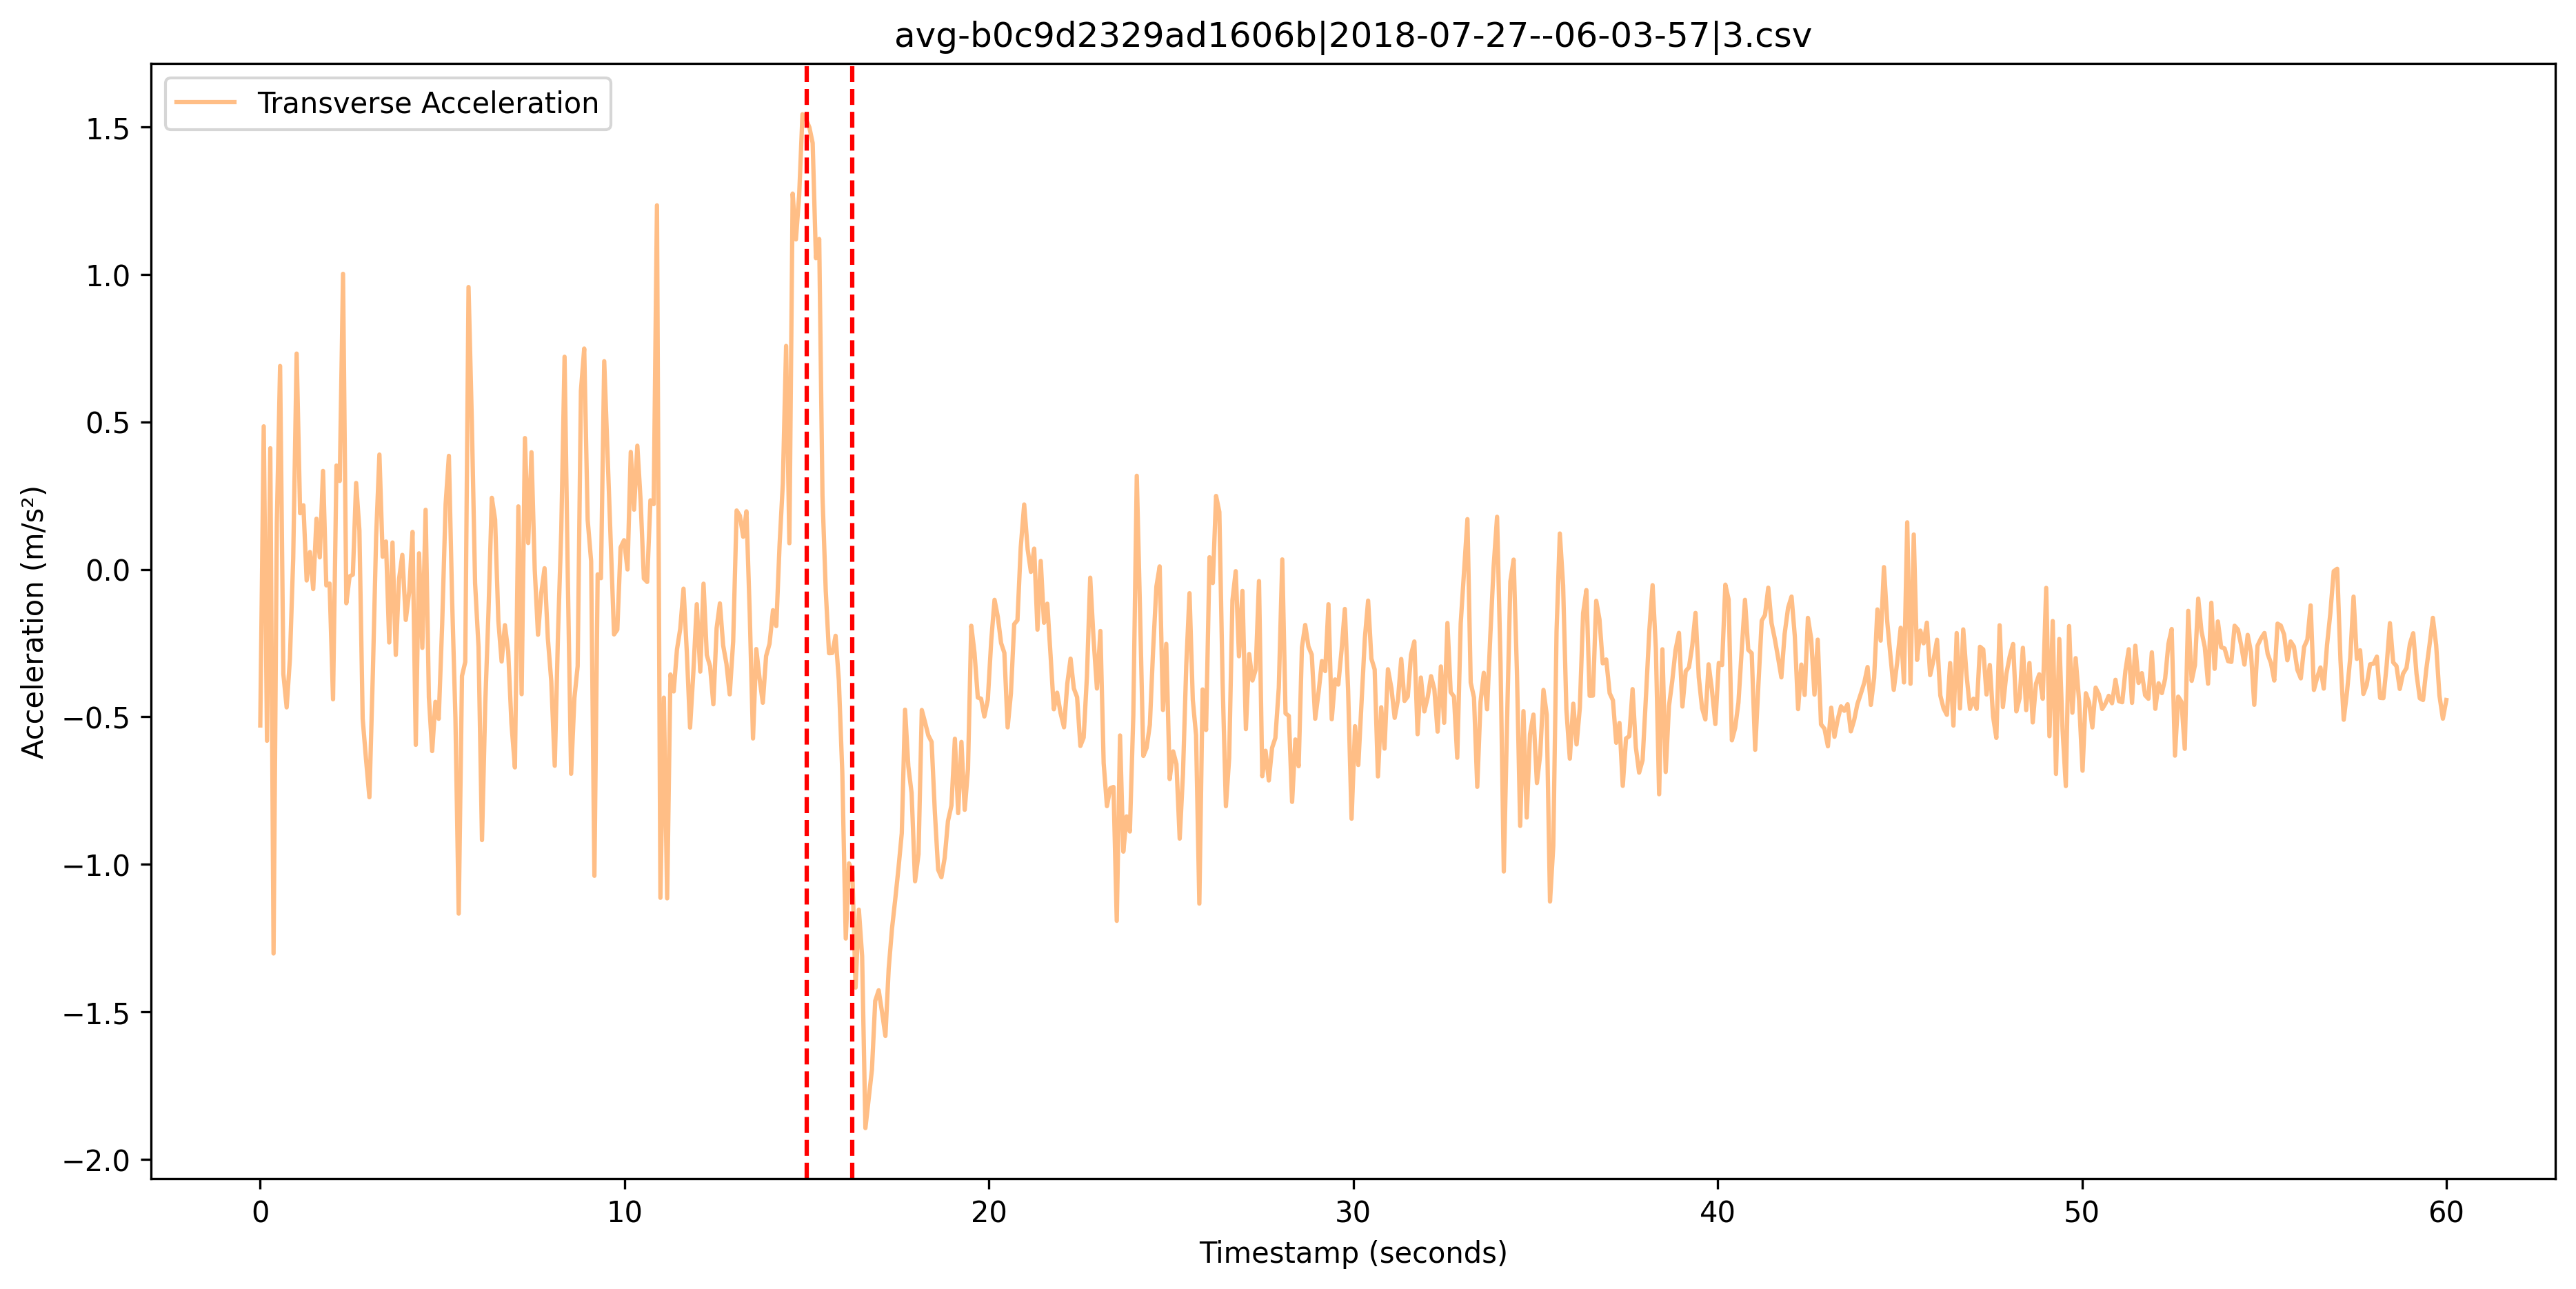 avg-b0c9d2329ad1606b|2018-07-27--06-03-57|3.csv
Transverse Acceleration
Acceleration (m/s²)
1.5
1.0
0.5
0.0
−0.5
−1.0
−1.5
−2.0
0 10 20 30 40 50 60
Timestamp (seconds)